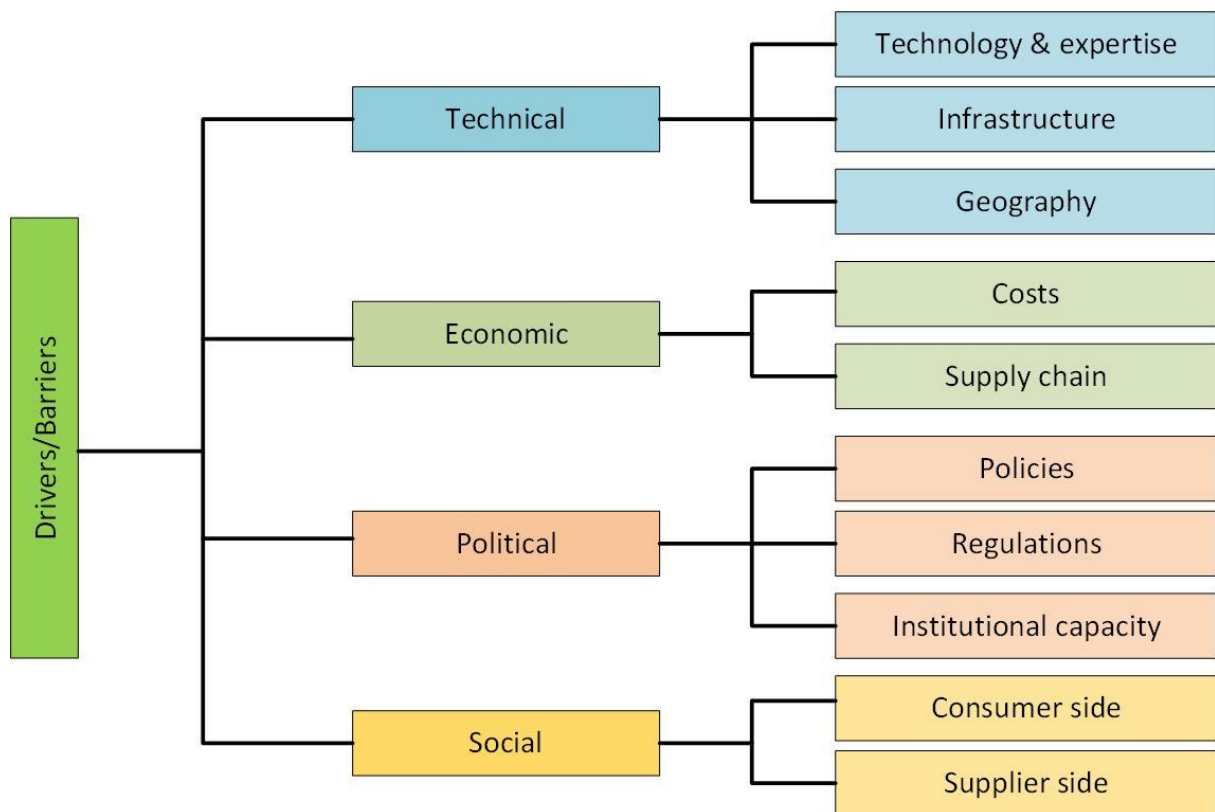 Drivers/Barriers
Technical
Technology & expertise
Infrastructure
Geography
Economic
Costs
Supply chain
Political
Policies
Regulations
Institutional capacity
Social
Consumer side
Supplier side